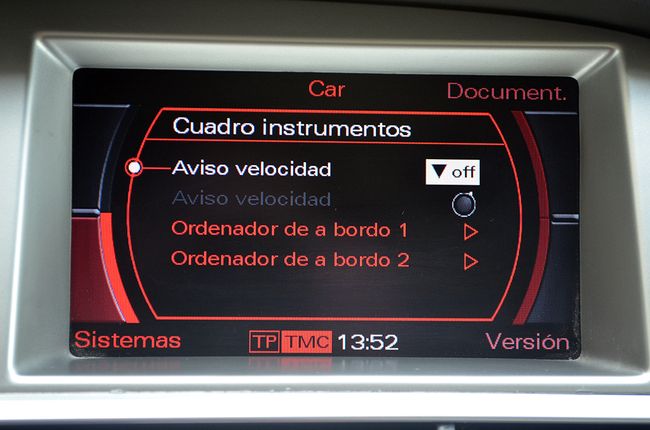 Car
Document.
Cuadro instrumentos
Aviso velocidad
▼ off
Aviso velocidad
Ordenador de a bordo 1
Ordenador de a bordo 2
Sistemas
TP TMC 13:52
Versión